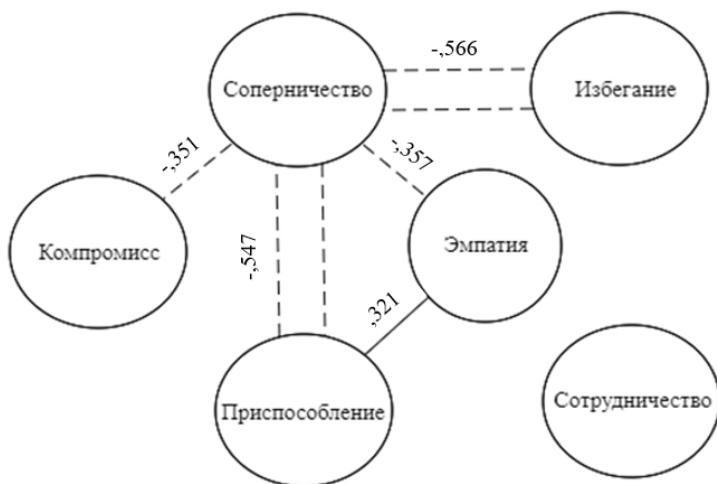 -,566
Соперничество
Избегание
-,351
-,357
Компромисс
-,547
Эмпатия
,321
Приспособление
Сотрудничество